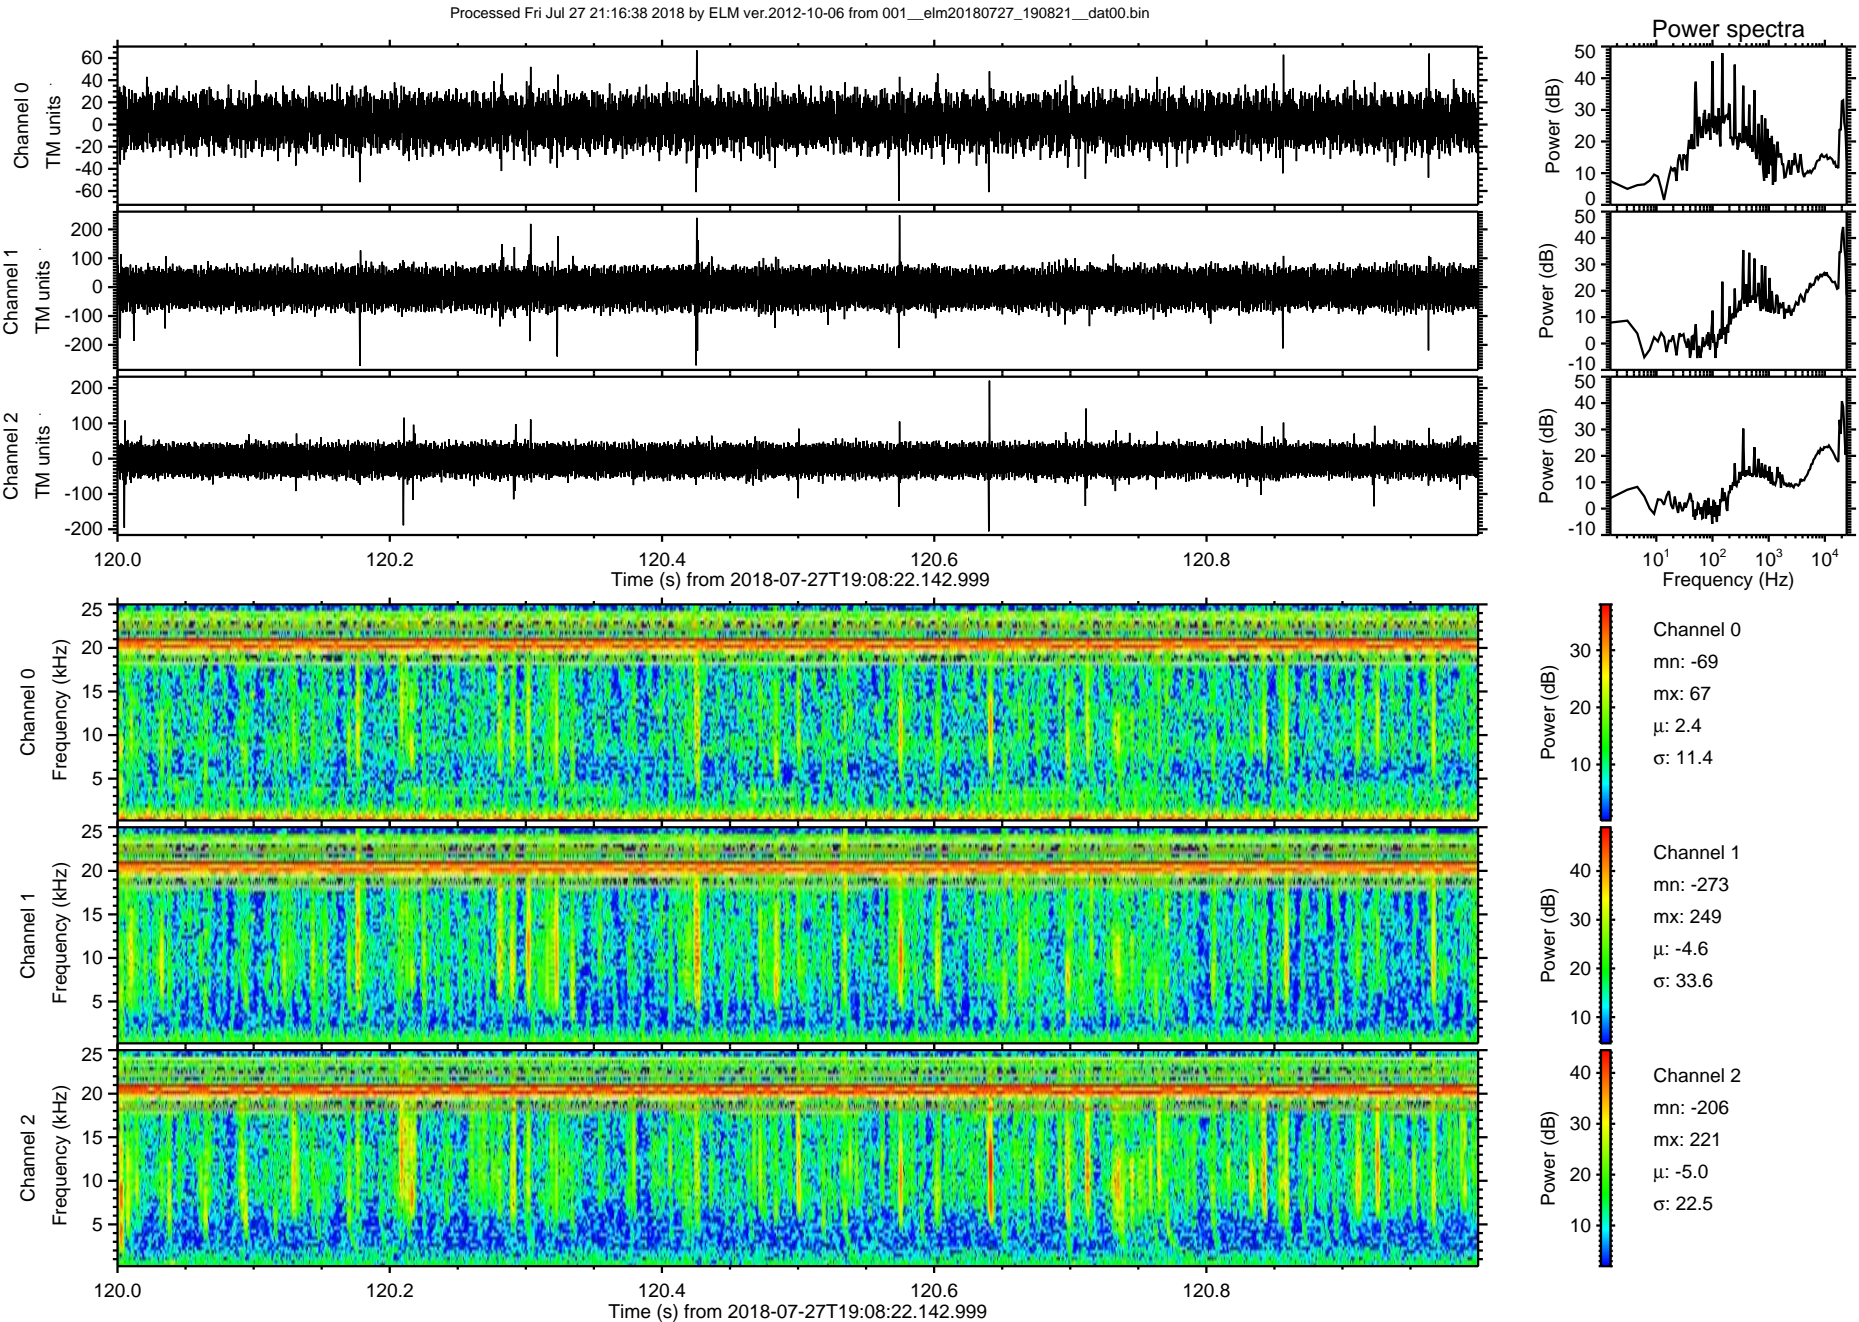 Processed Fri Jul 27 21:16:38 2018 by ELM ver.2012-10-06 from 001__elm20180727_190821__dat00.bin
Power spectra
Channel 0
TM units
60
40
20
0
-20
-40
-60
Power (dB)
50
40
30
20
10
0
Channel 1
TM units
200
100
0
-100
-200
Power (dB)
50
40
30
20
10
0
-10
Channel 2
TM units
200
100
0
-100
-200
Power (dB)
50
40
30
20
10
0
-10
120.0 120.2 120.4 120.6 120.8
Time (s) from 2018-07-27T19:08:22.142.999
10¹ 10² 10³ 10⁴
Frequency (Hz)
Channel 0
Frequency (kHz)
25
20
15
10
5
Power (dB)
30
20
10
Channel 0
mn: -69
mx: 67
μ: 2.4
σ: 11.4
Channel 1
Frequency (kHz)
25
20
15
10
5
Power (dB)
40
30
20
10
Channel 1
mn: -273
mx: 249
μ: -4.6
σ: 33.6
Channel 2
Frequency (kHz)
25
20
15
10
5
Power (dB)
40
30
20
10
Channel 2
mn: -206
mx: 221
μ: -5.0
σ: 22.5
120.0 120.2 120.4 120.6 120.8
Time (s) from 2018-07-27T19:08:22.142.999